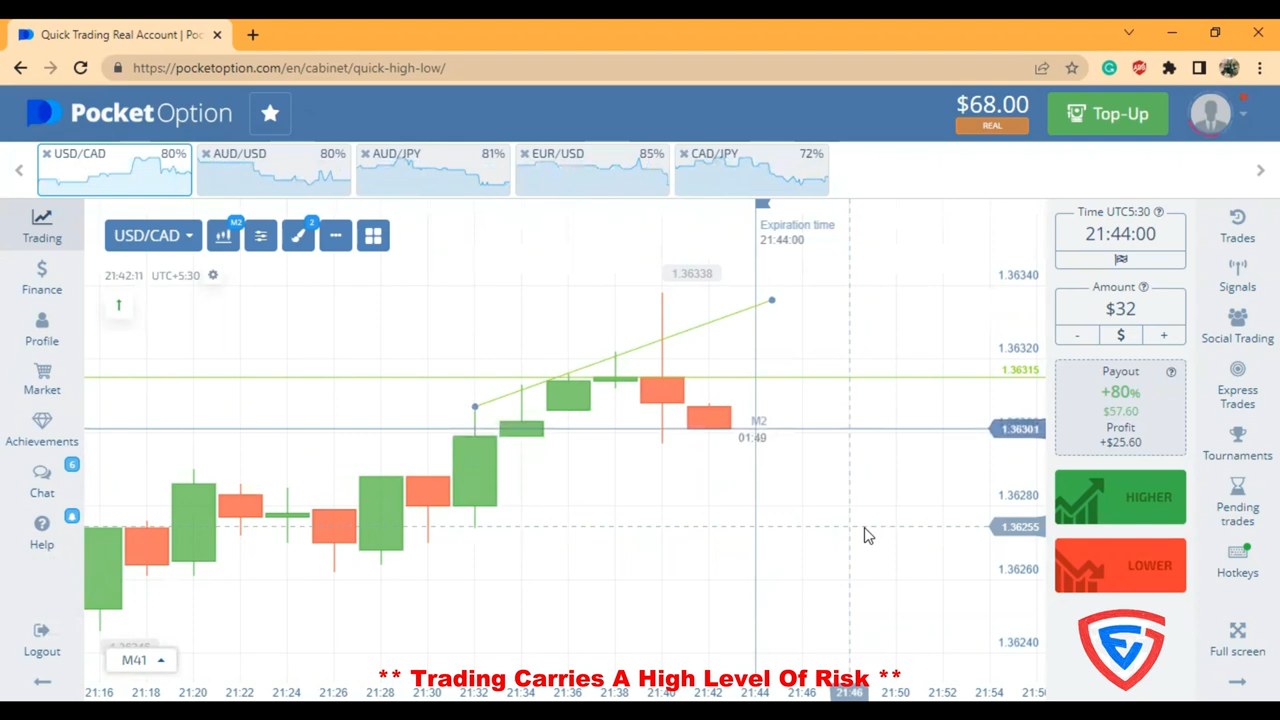 Quick Trading Real Account | Poc
https://pocketoption.com/en/cabinet/quick-high-low/
PocketOption
$68.00
REAL
Top-Up
USD/CAD 80%
AUD/USD 80%
AUD/JPY 81%
EUR/USD 85%
CAD/JPY 72%
Trading
Finance
Profile
Market
Achievements
6
Chat
Help
Logout
USD/CAD
M2
2
21:42:11 UTC+5:30
Expiration time
21:44:00
1.36338
1.36340
1.36320
1.36315
1.36301
1.36280
1.36255
1.36260
1.36240
M2
01:49
M41
21:16 21:18 21:20 21:22 21:24 21:26 21:28 21:30 21:32 21:34 21:36 21:38 21:40 21:42 21:44 21:46 21:50 21:52 21:54
** Trading Carries A High Level Of Risk **
Time UTC5:30
21:44:00
Amount
$32
- $ +
Payout
+80%
$57.60
Profit
+$25.60
HIGHER
LOWER
Trades
Signals
Social Trading
Express
Trades
Tournaments
Pending
trades
Hotkeys
Full screen